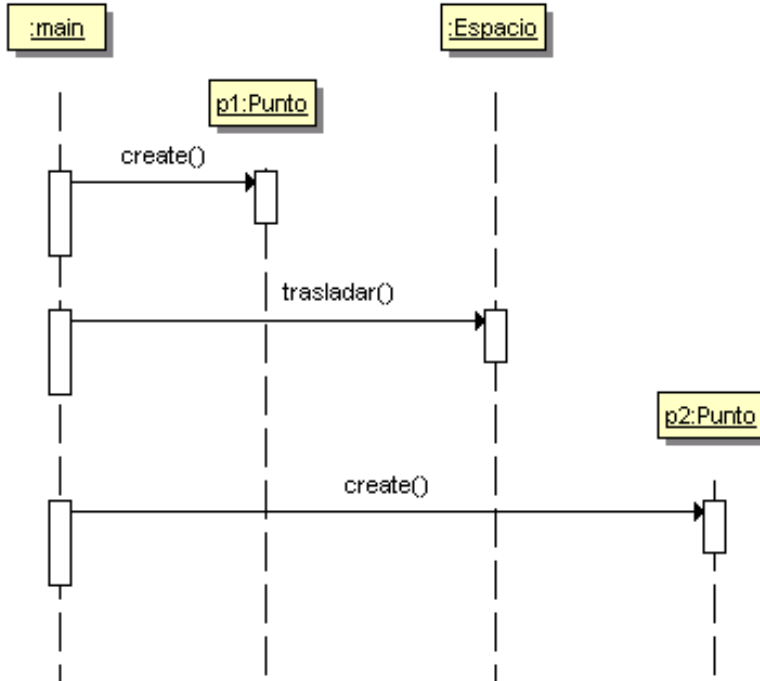 :main
:Espacio
p1:Punto
create()
trasladar()
p2:Punto
create()